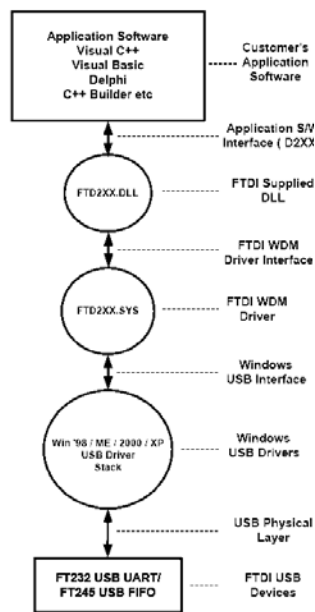 Application Software
Visual C++
Visual Basic
Delphi
C++ Builder etc
Customer's
Application
Software
Application S/W
Interface ( D2XX
FTD2XX.DLL
FTDI Supplied
DLL
FTDI WDM
Driver Interface
FTD2XX.SYS
FTDI WDM
Driver
Windows
USB Interface
Win '98 / ME / 2000 / XP
USB Driver
Stack
Windows
USB Drivers
USB Physical
Layer
FT232 USB UART/
FT245 USB FIFO
FTDI USB
Devices